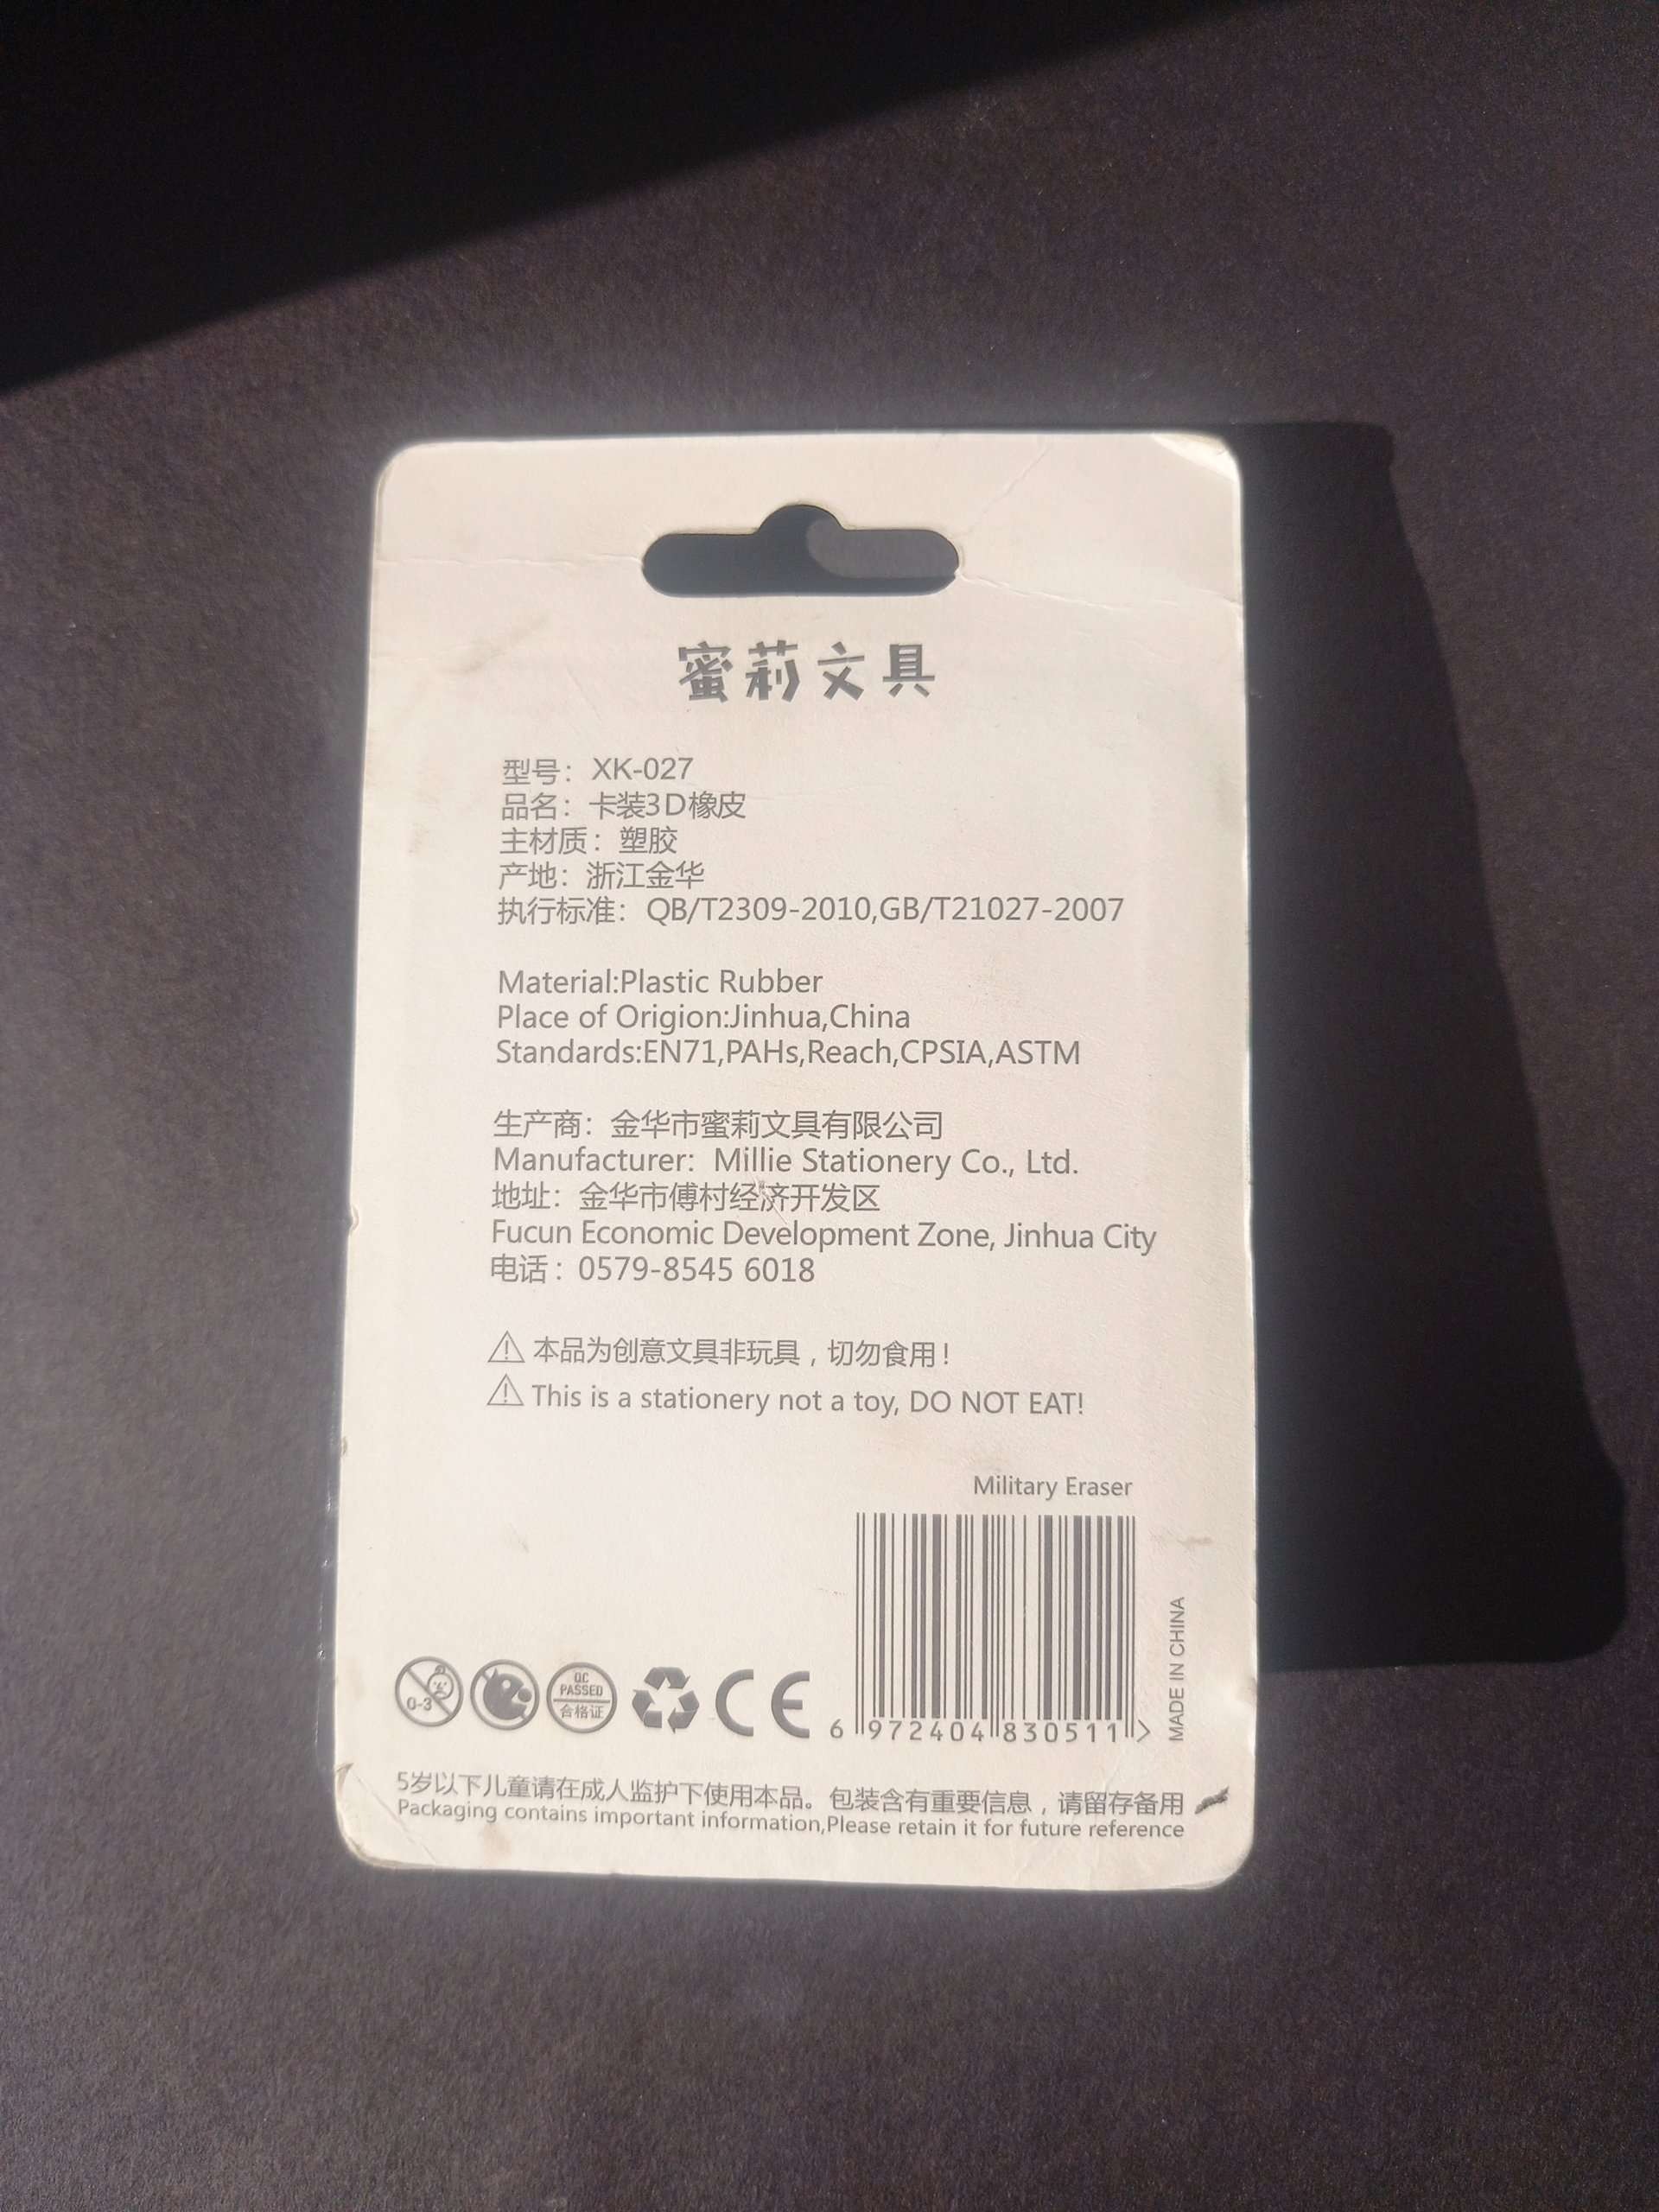 蜜莉文具
型号：XK-027
品名：卡装3D橡皮
主材质：塑胶
产地：浙江金华
执行标准：QB/T2309-2010,GB/T21027-2007
Material:Plastic Rubber
Place of Origion:Jinhua,China
Standards:EN71,PAHs,Reach,CPSIA,ASTM
生产商：金华市蜜莉文具有限公司
Manufacturer: Millie Stationery Co., Ltd.
地址：金华市傅村经济开发区
Fucun Economic Development Zone, Jinhua City
电话：0579-8545 6018
本品为创意文具非玩具，切勿食用！
This is a stationery not a toy, DO NOT EAT!
Military Eraser
MADE IN CHINA
0-3
QC
PASSED
合格证
CE
6 972404 830511 >
5岁以下儿童请在成人监护下使用本品。包装含有重要信息，请留存备用
Packaging contains important information,Please retain it for future reference